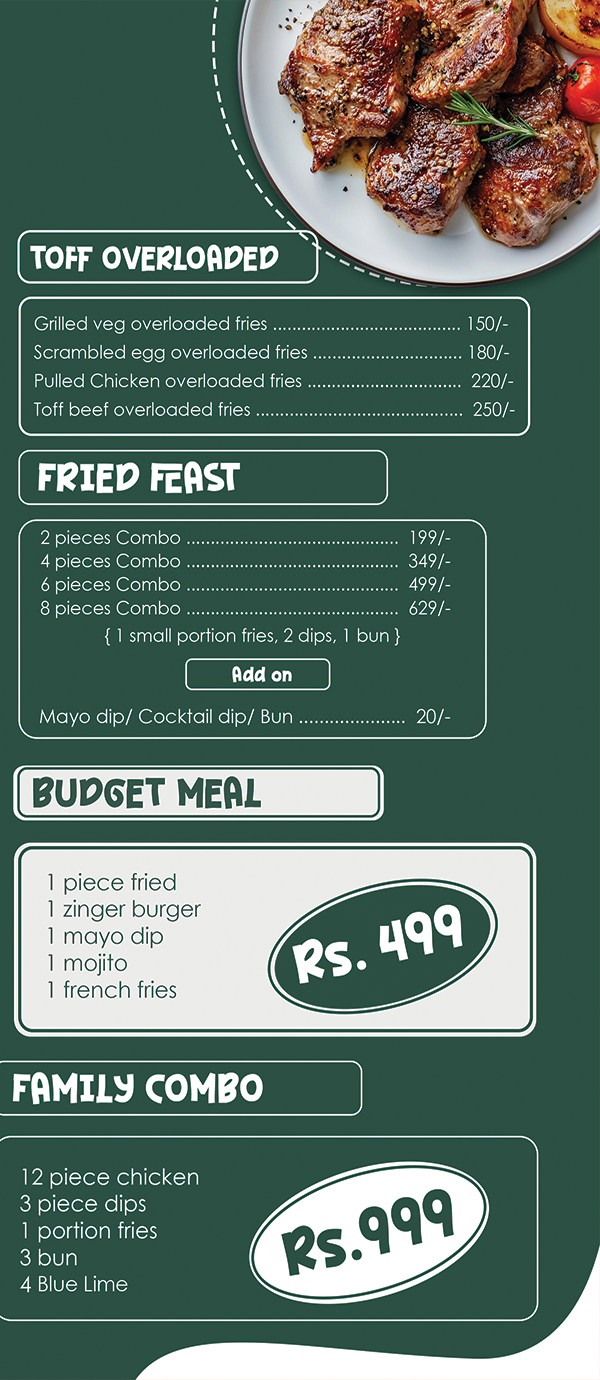 TOFF OVERLOADED
Grilled veg overloaded fries ..................................... 150/-
Scrambled egg overloaded fries ............................. 180/-
Pulled Chicken overloaded fries .............................. 220/-
Toff beef overloaded fries ......................................... 250/-
FRIED FEAST
2 pieces Combo .......................................... 199/-
4 pieces Combo .......................................... 349/-
6 pieces Combo .......................................... 499/-
8 pieces Combo .......................................... 629/-
{ 1 small portion fries, 2 dips, 1 bun }
Add on
Mayo dip/ Cocktail dip/ Bun ..................... 20/-
BUDGET MEAL
1 piece fried
1 zinger burger
1 mayo dip
1 mojito
1 french fries
Rs. 499
FAMILY COMBO
12 piece chicken
3 piece dips
1 portion fries
3 bun
4 Blue Lime
Rs.999